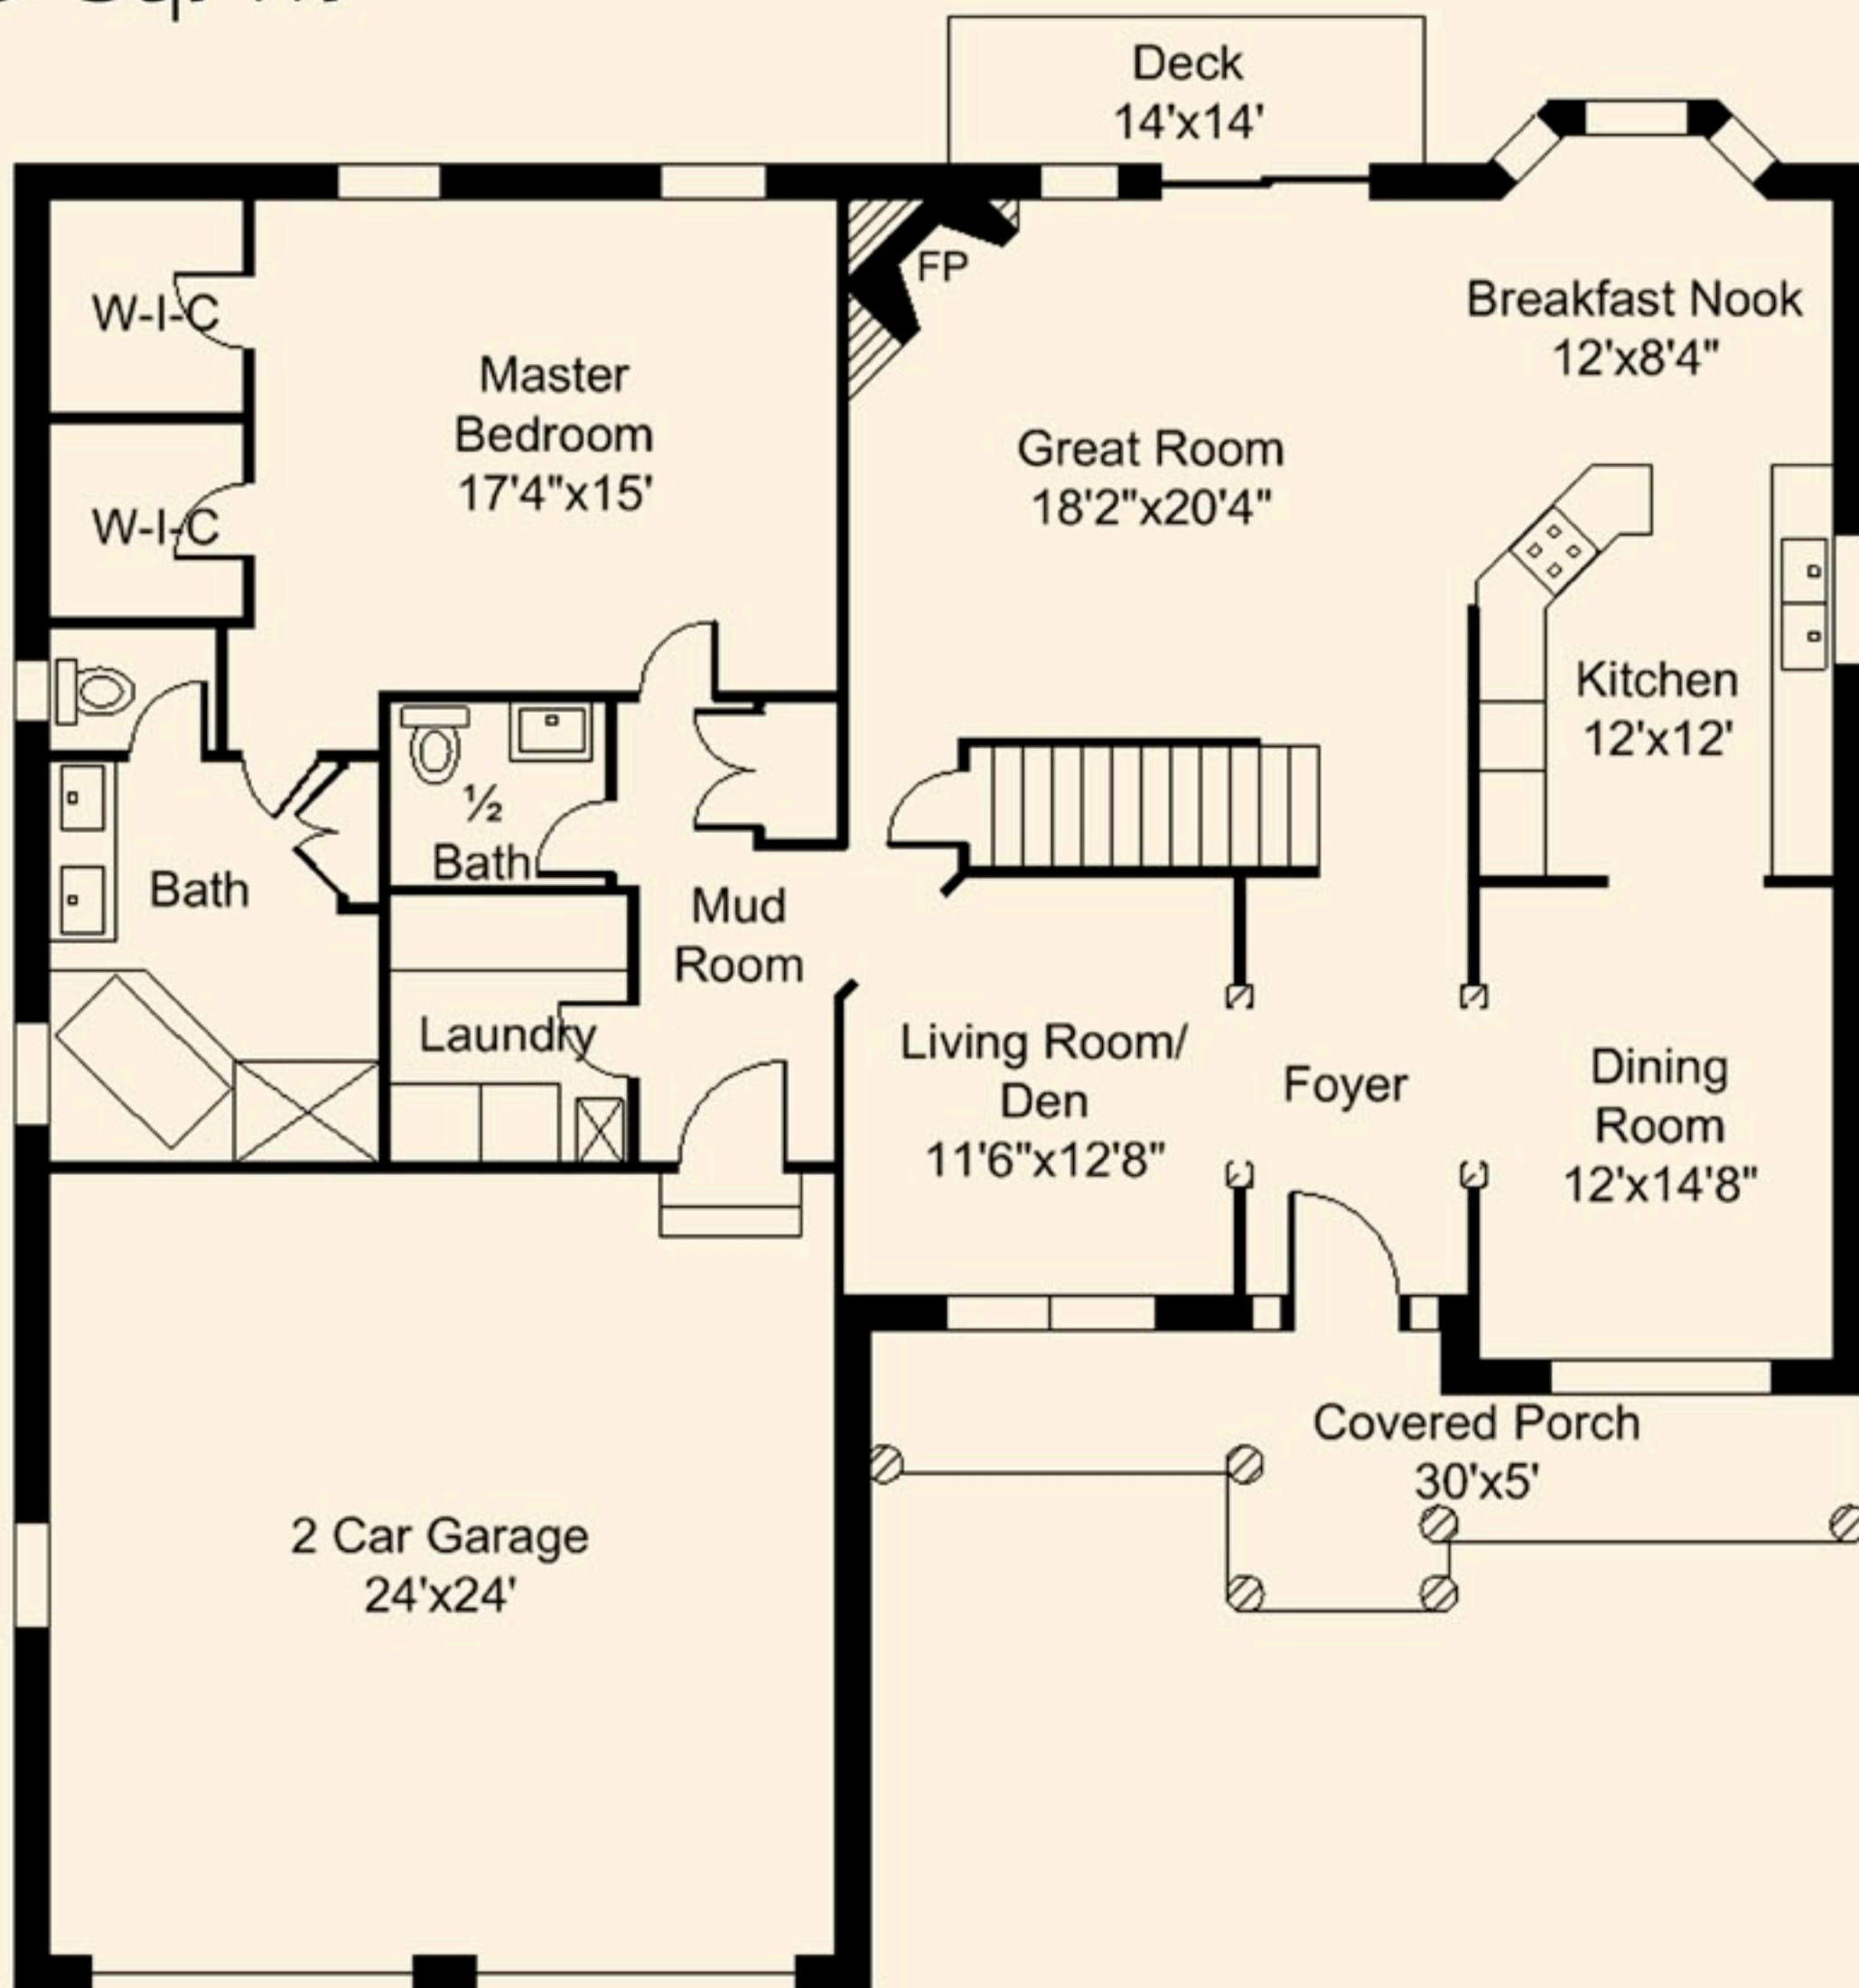 Sq.
Deck
14'x14'
FP
Breakfast Nook
12'x8'4"
W-I-C
Master
Bedroom
17'4"x15'
Great Room
18'2"x20'4"
W-I-C
Kitchen
12'x12'
½
Bath
Bath
Mud
Room
Laundry
Living Room/
Den
11'6"x12'8"
Foyer
Dining
Room
12'x14'8"
Covered Porch
30'x5'
2 Car Garage
24'x24'